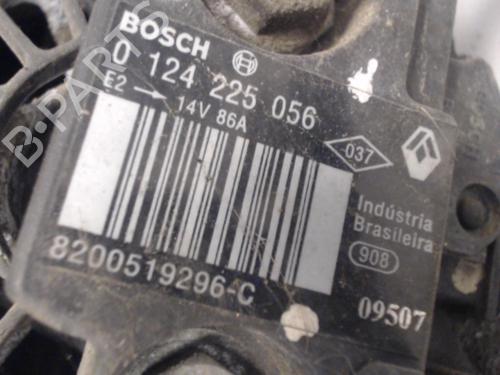 BOSCH
0 124 225 056
E2 → 14V 86A
037
Indústria
Brasileira
908
8200519296-C
09507
B-PARTS